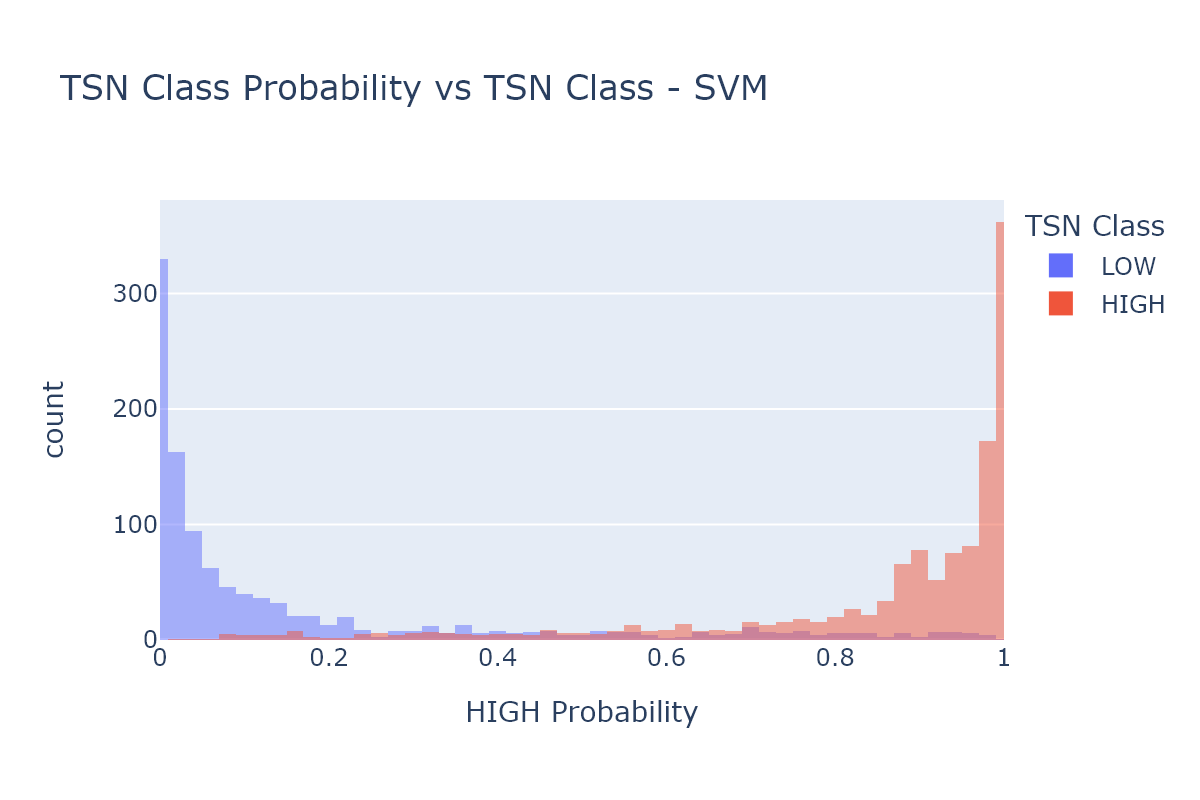 TSN Class Probability vs TSN Class - SVM
TSN Class
LOW
HIGH
count
300
200
100
0
0 0.2 0.4 0.6 0.8 1
HIGH Probability